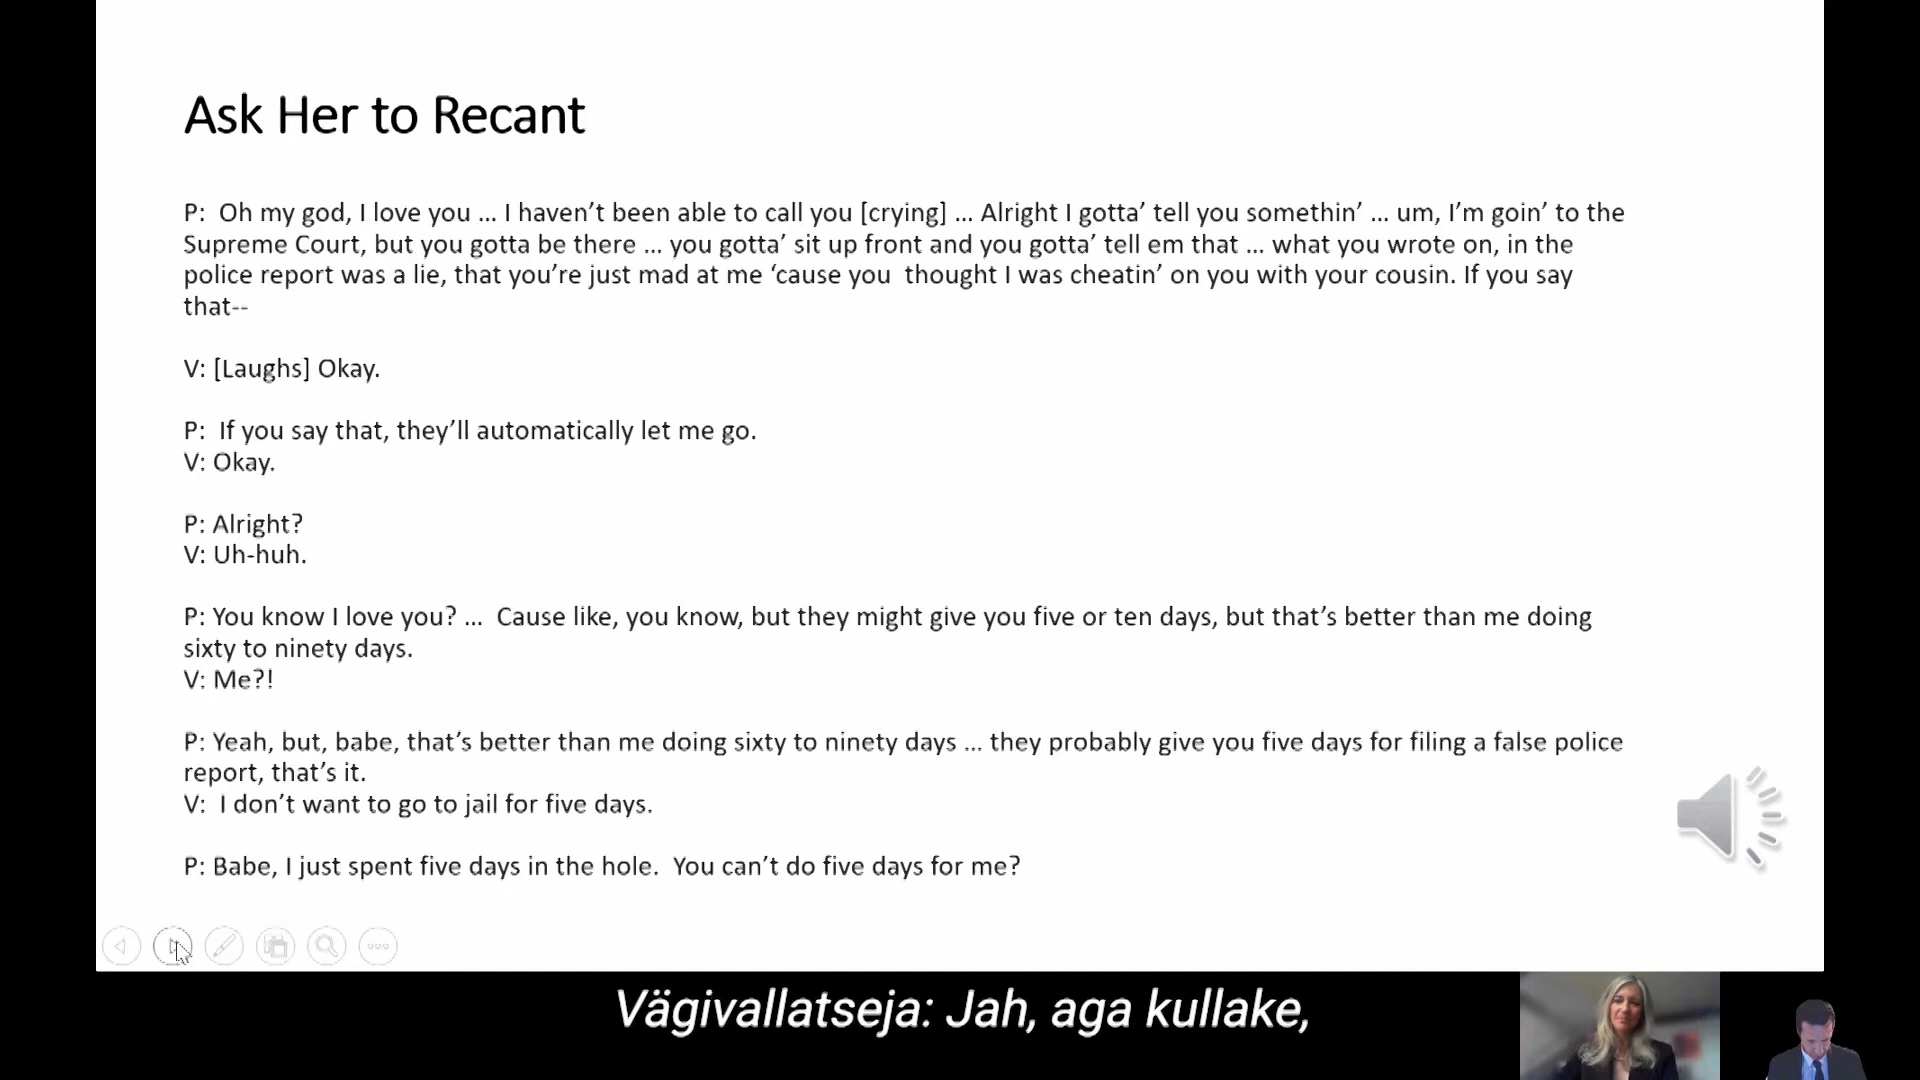 Ask Her to Recant
P:  Oh my god, I love you ... I haven’t been able to call you [crying] ... Alright I gotta’ tell you somethin’ ... um, I’m goin’ to the
Supreme Court, but you gotta be there ... you gotta’ sit up front and you gotta’ tell em that ... what you wrote on, in the
police report was a lie, that you’re just mad at me ‘cause you  thought I was cheatin’ on you with your cousin. If you say
that--
V: [Laughs] Okay.
P:  If you say that, they’ll automatically let me go.
V: Okay.
P: Alright?
V: Uh-huh.
P: You know I love you? ...  Cause like, you know, but they might give you five or ten days, but that’s better than me doing
sixty to ninety days.
V: Me?!
P: Yeah, but, babe, that’s better than me doing sixty to ninety days ... they probably give you five days for filing a false police
report, that’s it.
V:  I don’t want to go to jail for five days.
P: Babe, I just spent five days in the hole.  You can’t do five days for me?
Vägivallatseja: Jah, aga kullake,